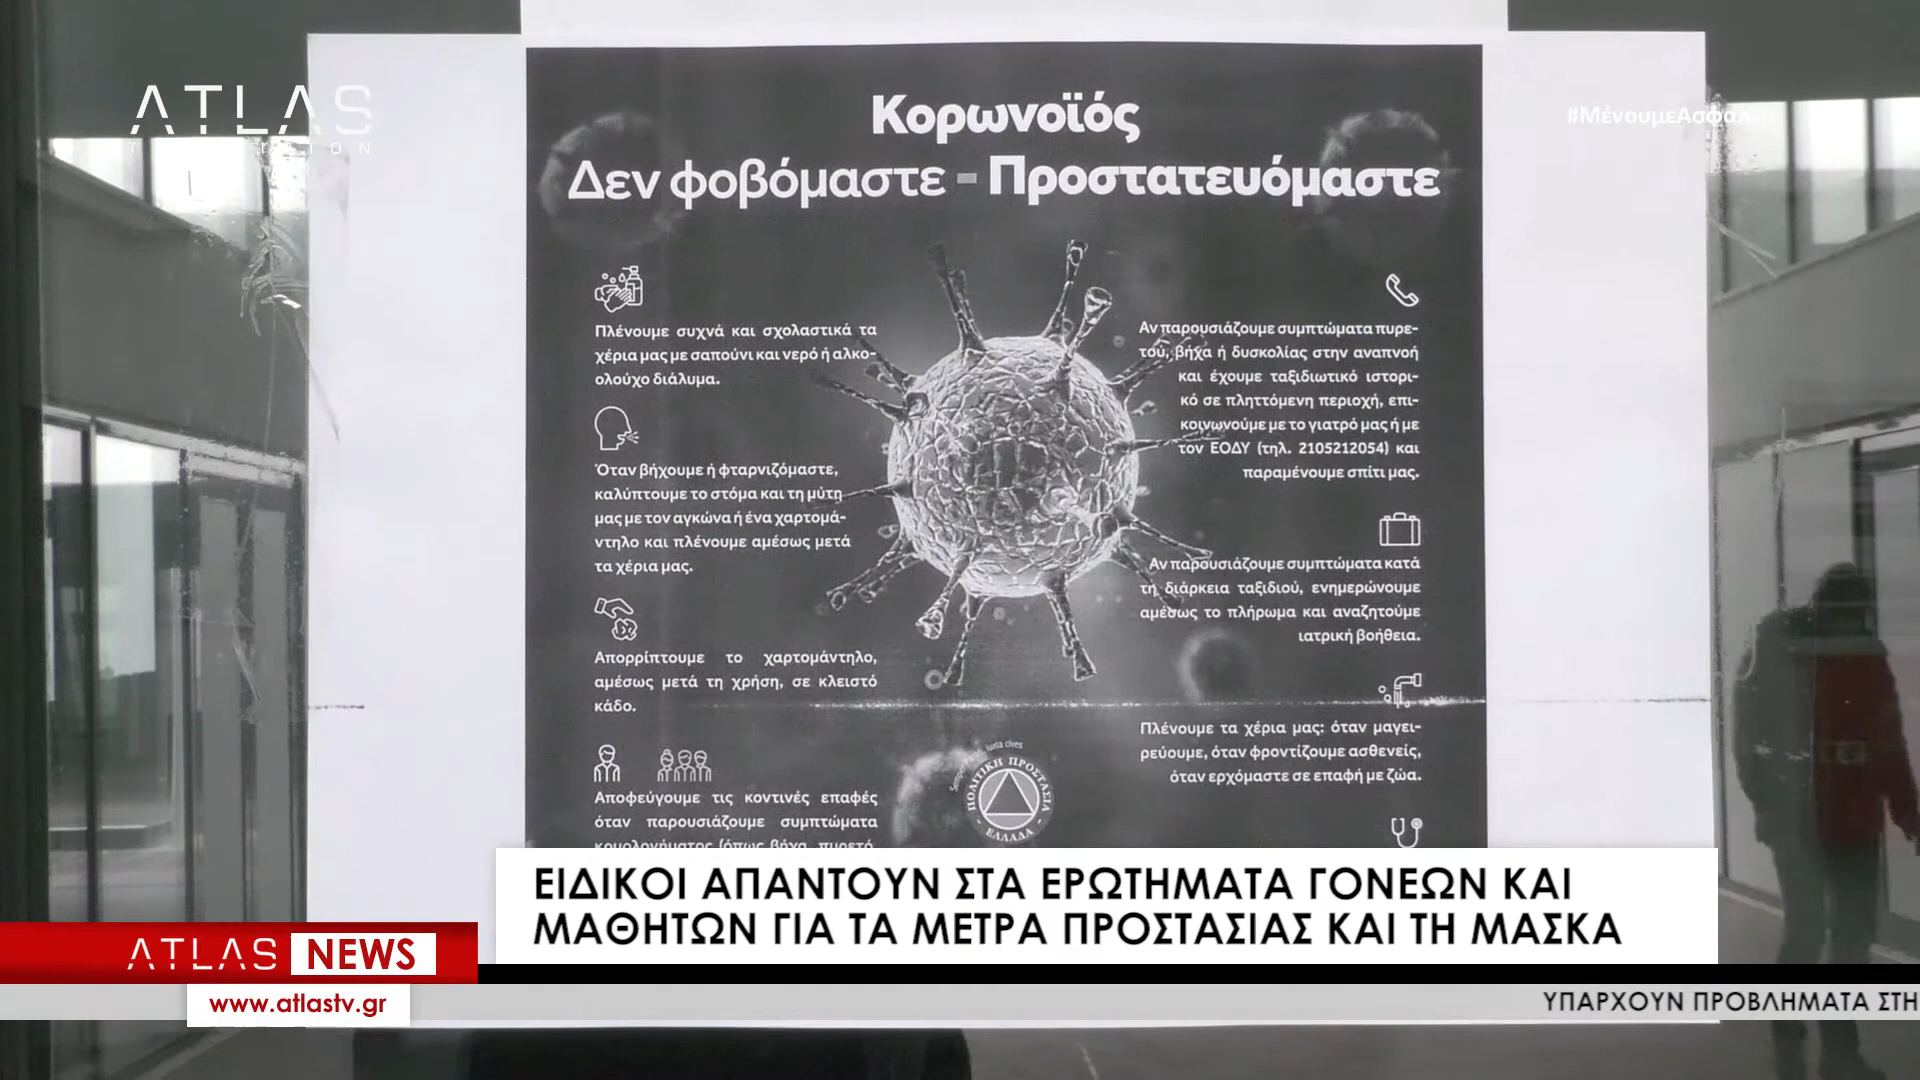 ATLAS
#ΜένουμεΑσφαλ
Κορωνοϊός
Δεν φοβόμαστε - Προστατευόμαστε
Πλένουμε συχνά και σχολαστικά τα
χέρια μας με σαπούνι και νερό ή αλκο-
ολούχο διάλυμα.
Όταν βήχουμε ή φταρνιζόμαστε,
καλύπτουμε το στόμα και τη μύτη
μας με τον αγκώνα ή ένα χαρτομά-
ντηλο και πλένουμε αμέσως μετά
τα χέρια μας.
Απορρίπτουμε το χαρτομάντηλο,
αμέσως μετά τη χρήση, σε κλειστό
κάδο.
Αποφεύγουμε τις κοντινές επαφές
όταν παρουσιάζουμε συμπτώματα
κρυολογήματος (όπως βήχα, πυρετό,
Αν παρουσιάζουμε συμπτώματα πυρε-
τού, βήχα ή δυσκολίας στην αναπνοή
και έχουμε ταξιδιωτικό ιστορι-
κό σε πληττόμενη περιοχή, επι-
κοινωνούμε με το γιατρό μας ή με
τον ΕΟΔΥ (τηλ. 2105212054) και
παραμένουμε σπίτι μας.
Αν παρουσιάζουμε συμπτώματα κατά
τη διάρκεια ταξιδιού, ενημερώνουμε
αμέσως το πλήρωμα και αναζητούμε
ιατρική βοήθεια.
Πλένουμε τα χέρια μας: όταν μαγει-
ρεύουμε, όταν φροντίζουμε ασθενείς,
όταν ερχόμαστε σε επαφή με ζώα.
ΠΟΛΙΤΙΚΗ ΠΡΟΣΤΑΣΙΑ
ΕΛΛΑΔΑ
ΕΙΔΙΚΟΙ ΑΠΑΝΤΟΥΝ ΣΤΑ ΕΡΩΤΗΜΑΤΑ ΓΟΝΕΩΝ ΚΑΙ
ΜΑΘΗΤΩΝ ΓΙΑ ΤΑ ΜΕΤΡΑ ΠΡΟΣΤΑΣΙΑΣ ΚΑΙ ΤΗ ΜΑΣΚΑ
ATLAS NEWS
www.atlastv.gr
ΥΠΑΡΧΟΥΝ ΠΡΟΒΛΗΜΑΤΑ ΣΤΗ